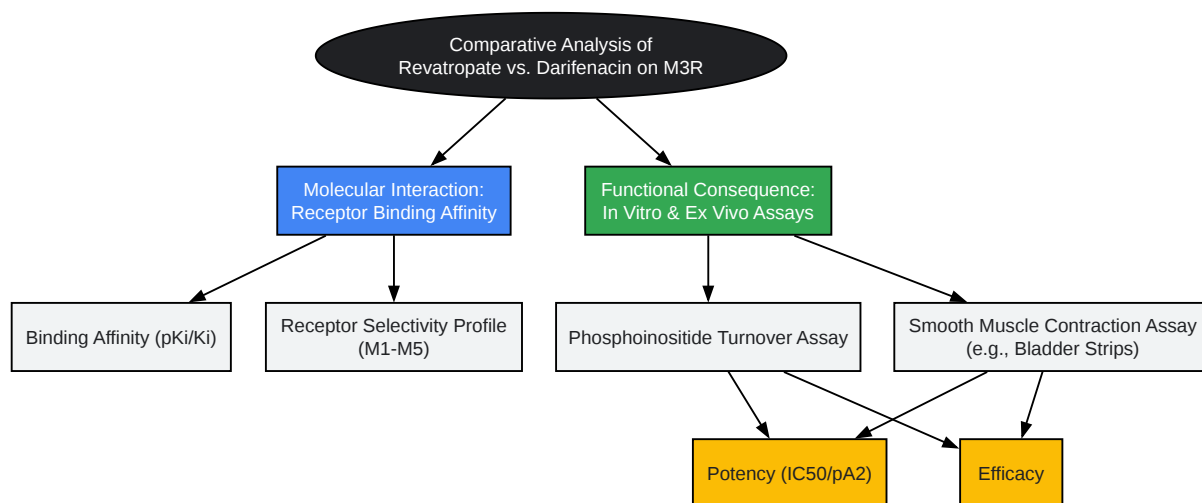 Comparative Analysis of
Revatropate vs. Darifenacin on M3R
Molecular Interaction:
Receptor Binding Affinity
Functional Consequence:
In Vitro & Ex Vivo Assays
Binding Affinity (pKi/Ki)
Receptor Selectivity Profile
(M1-M5)
Phosphoinositide Turnover Assay
Smooth Muscle Contraction Assay
(e.g., Bladder Strips)
Potency (IC50/pA2)
Efficacy